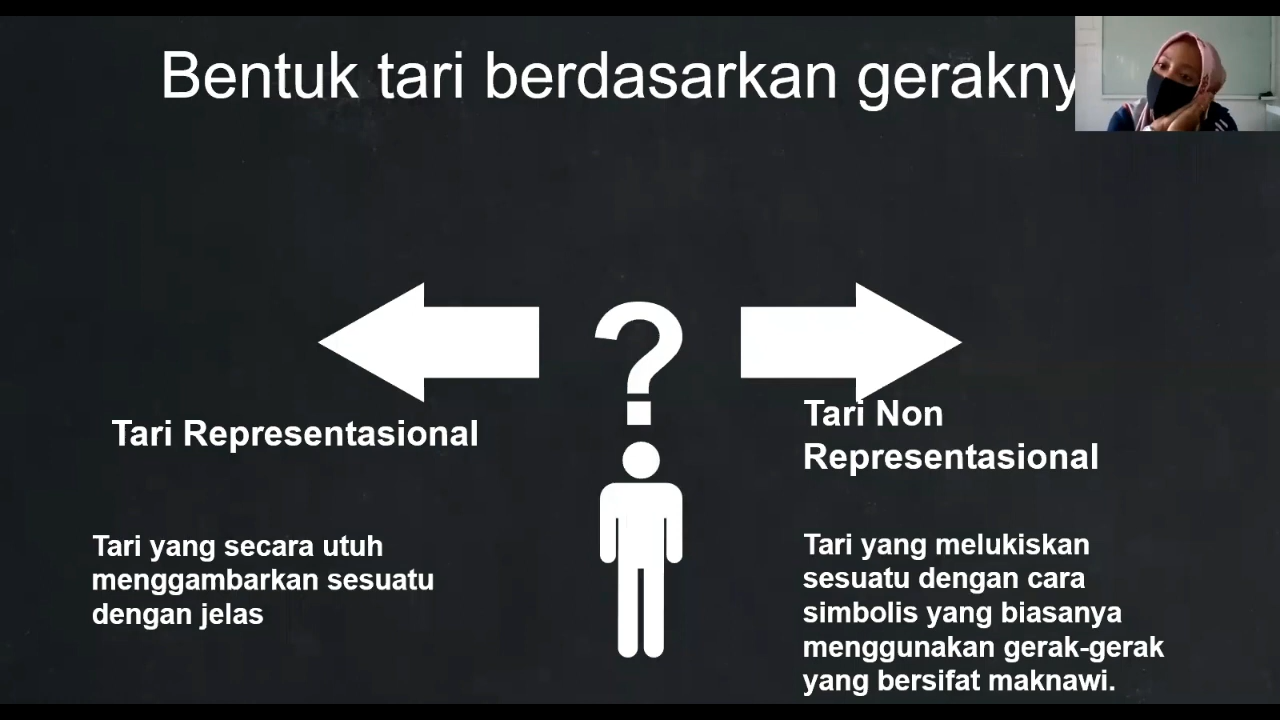 Bentuk tari berdasarkan gerakny
?
Tari Representasional
Tari yang secara utuh
menggambarkan sesuatu
dengan jelas
Tari Non
Representasional
Tari yang melukiskan
sesuatu dengan cara
simbolis yang biasanya
menggunakan gerak-gerak
yang bersifat maknawi.